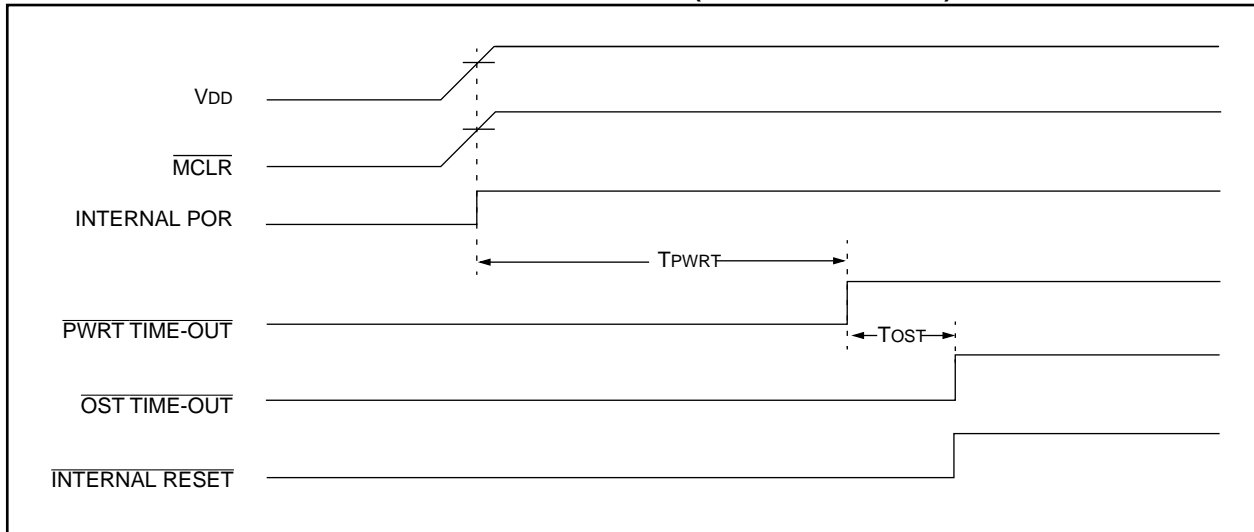 VDD
MCLR
INTERNAL POR
TPWRT
PWRT TIME-OUT
TOST
OST TIME-OUT
INTERNAL RESET